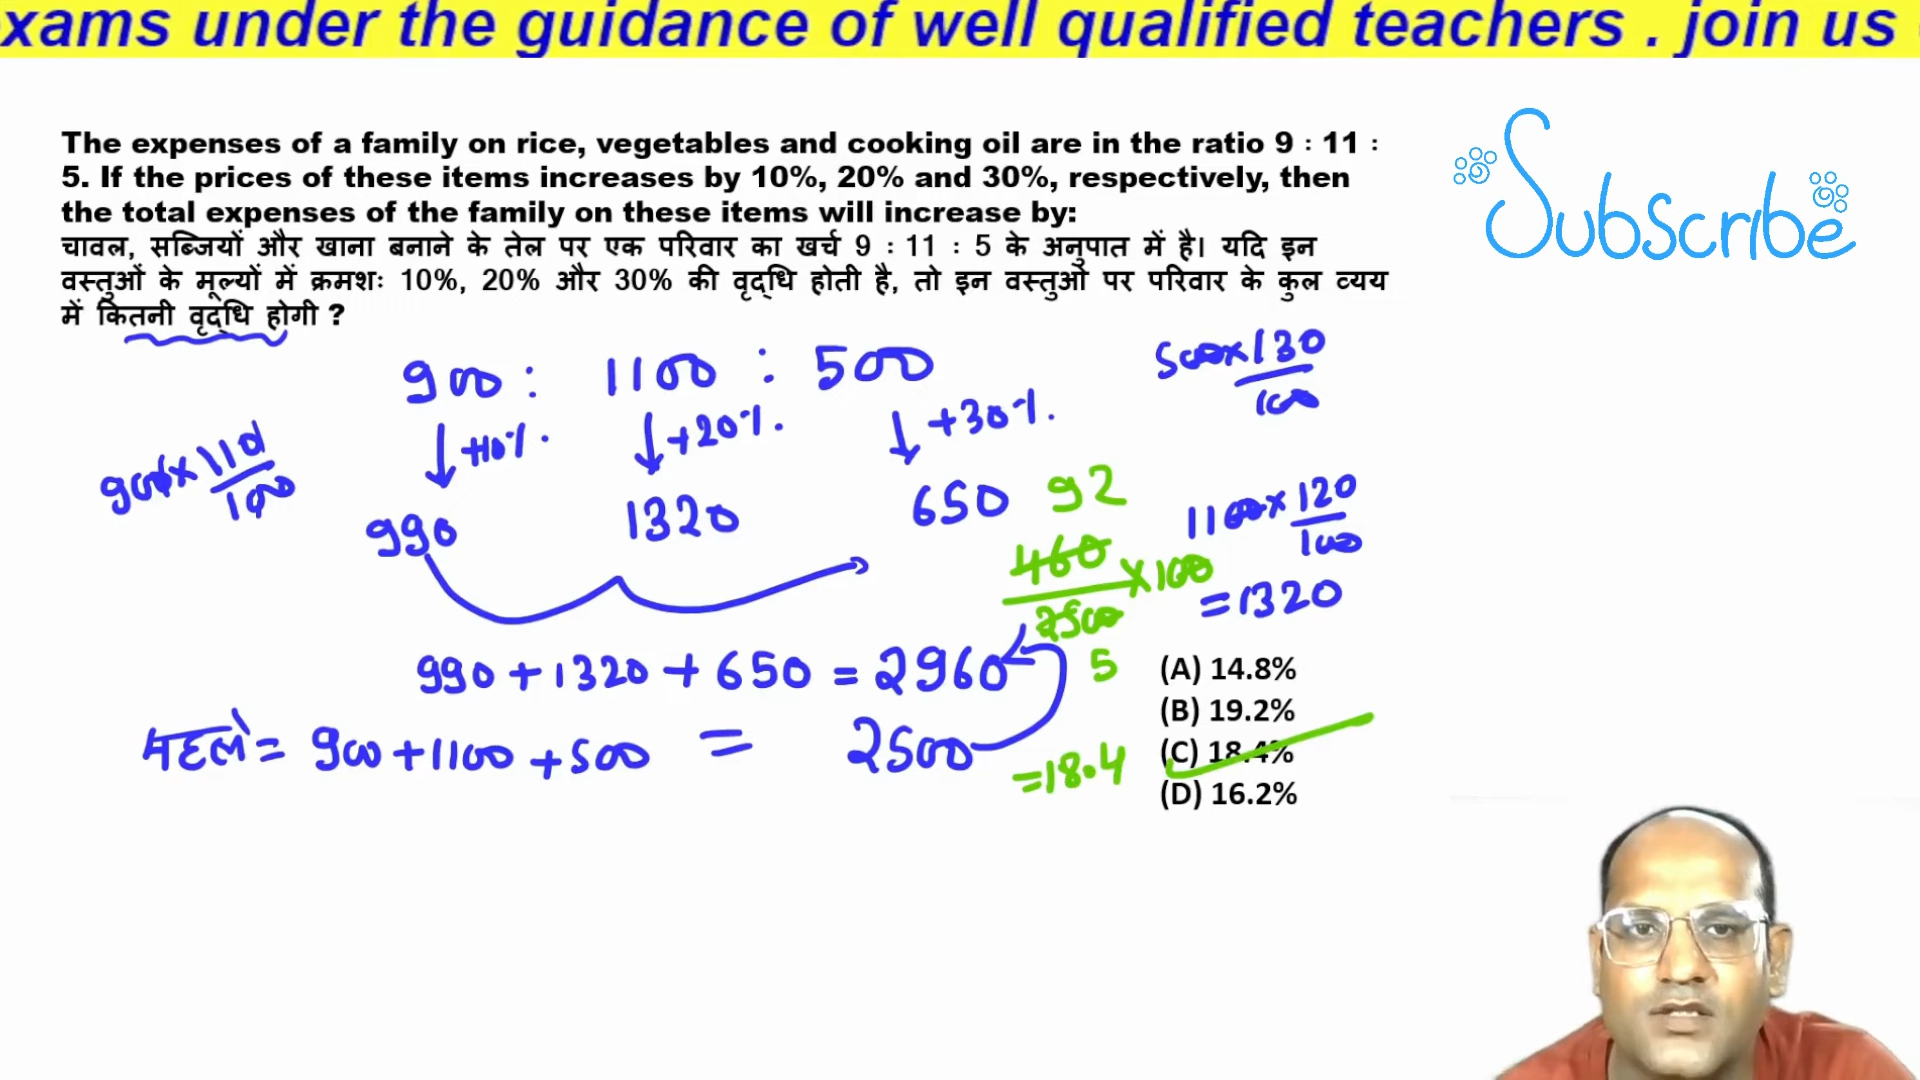 xams under the guidance of well qualified teachers . join us
The expenses of a family on rice, vegetables and cooking oil are in the ratio 9 : 11 :
5. If the prices of these items increases by 10%, 20% and 30%, respectively, then
the total expenses of the family on these items will increase by:
चावल, सब्जियों और खाना बनाने के तेल पर एक परिवार का खर्च 9 : 11 : 5 के अनुपात में है। यदि इन
वस्तुओं के मूल्यों में क्रमशः 10%, 20% और 30% की वृद्धि होती है, तो इन वस्तुओ पर परिवार के कुल व्यय
में कितनी वृद्धि होगी ?
Subscribe
900 : 1100 : 500
500×130/100
+10% +20% +30%
900×110/100
990 1320 650
1100×120/100
=1320
92
460/2500 ×100
5
990+1320+650=2960
पहले= 900+1100+500 = 2500
=18.4
(A) 14.8%
(B) 19.2%
(C) 18.4%
(D) 16.2%